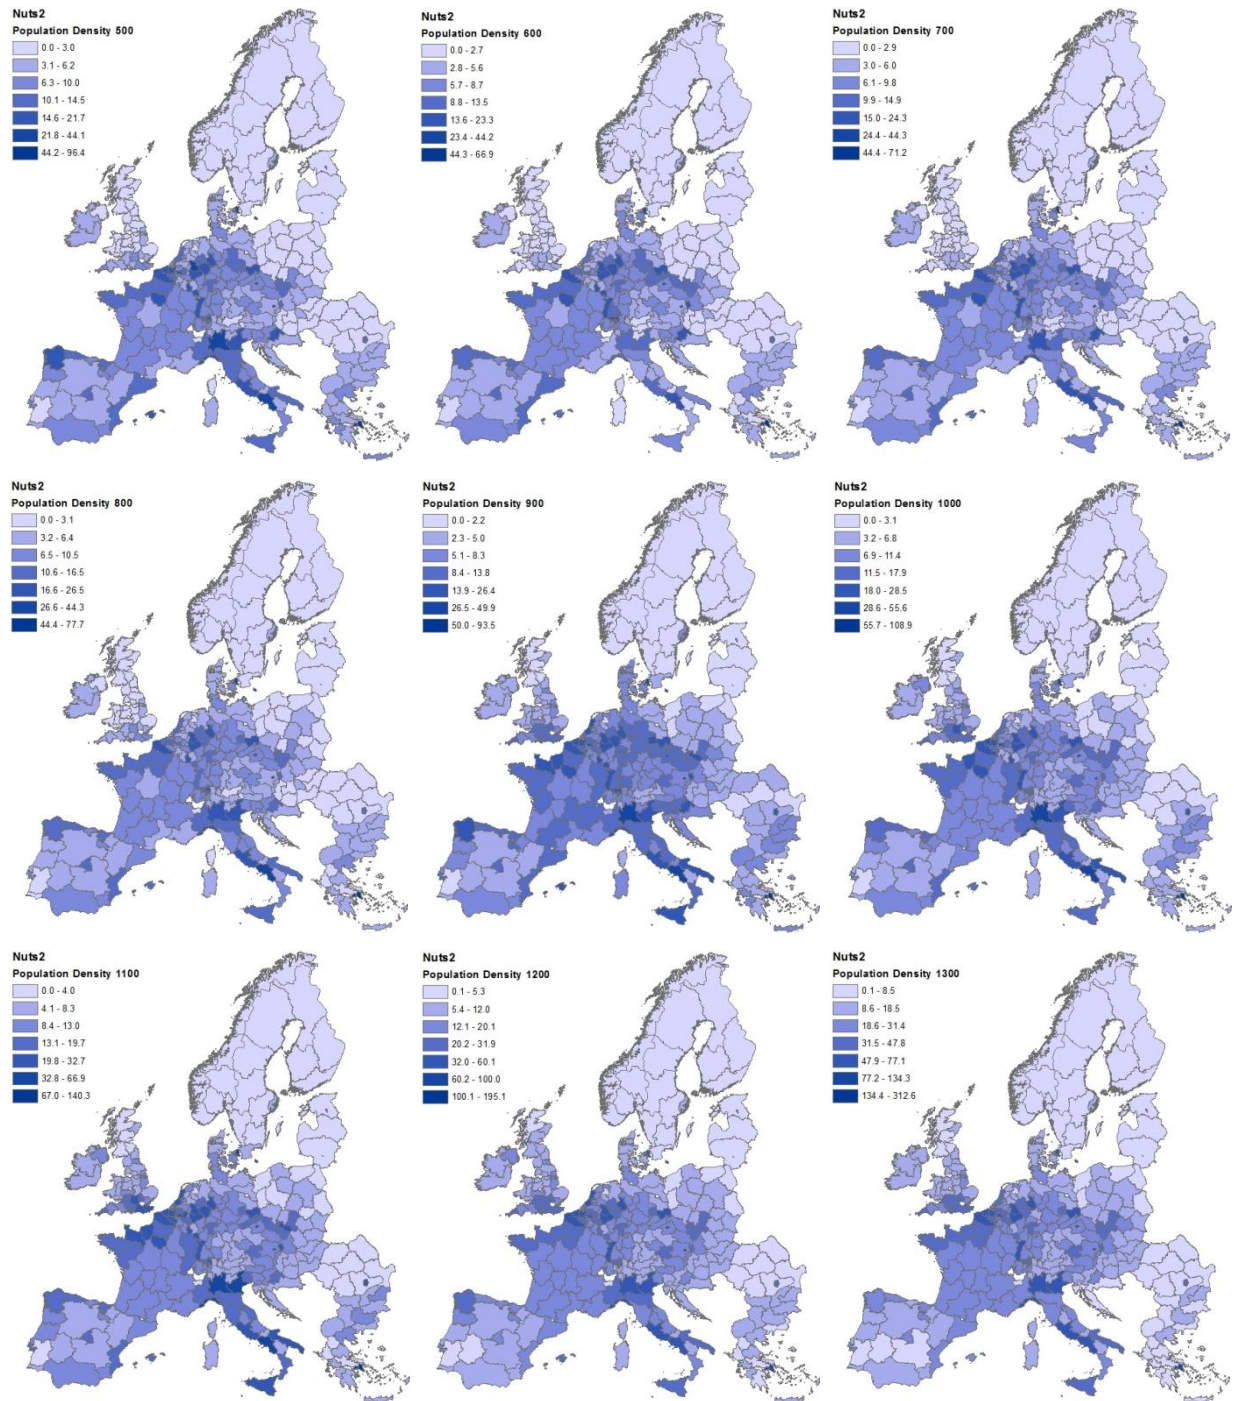 Nuts2
Population Density 500
0.0 - 3.0
3.1 - 6.2
6.3 - 10.0
10.1 - 14.5
14.6 - 21.7
21.8 - 44.1
44.2 - 96.4
Nuts2
Population Density 600
0.0 - 2.7
2.8 - 5.6
5.7 - 8.7
8.8 - 13.5
13.6 - 23.3
23.4 - 44.2
44.3 - 66.9
Nuts2
Population Density 700
0.0 - 2.9
3.0 - 6.0
6.1 - 9.8
9.9 - 14.9
15.0 - 24.3
24.4 - 44.3
44.4 - 71.2
Nuts2
Population Density 800
0.0 - 3.1
3.2 - 6.4
6.5 - 10.5
10.6 - 16.5
16.6 - 26.5
26.6 - 44.3
44.4 - 77.7
Nuts2
Population Density 900
0.0 - 2.2
2.3 - 5.0
5.1 - 8.3
8.4 - 13.8
13.9 - 26.4
26.5 - 49.9
50.0 - 93.5
Nuts2
Population Density 1000
0.0 - 3.1
3.2 - 6.8
6.9 - 11.4
11.5 - 17.9
18.0 - 28.5
28.6 - 55.6
55.7 - 108.9
Nuts2
Population Density 1100
0.0 - 4.0
4.1 - 8.3
8.4 - 13.0
13.1 - 19.7
19.8 - 32.7
32.8 - 66.9
67.0 - 140.3
Nuts2
Population Density 1200
0.1 - 5.3
5.4 - 12.0
12.1 - 20.1
20.2 - 31.9
32.0 - 60.1
60.2 - 100.0
100.1 - 195.1
Nuts2
Population Density 1300
0.1 - 8.5
8.6 - 18.5
18.6 - 31.4
31.5 - 47.8
47.9 - 77.1
77.2 - 134.3
134.4 - 312.6